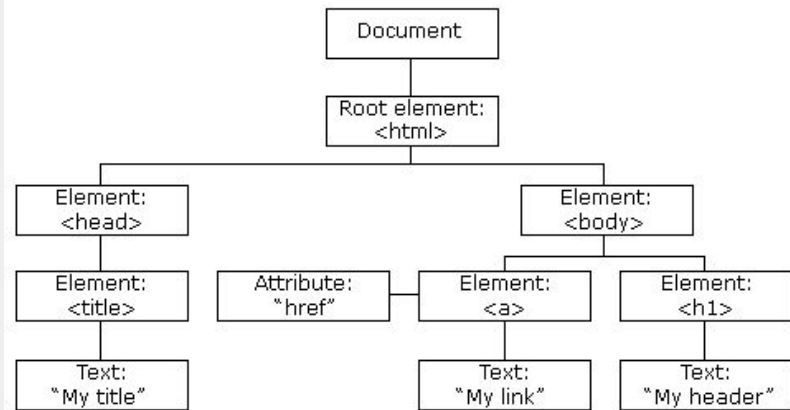 Document
Root element:
<html>
Element:
<head>
Element:
<body>
Element:
<title>
Attribute:
“href”
Element:
<a>
Element:
<h1>
Text:
“My title”
Text:
“My link”
Text:
“My header”